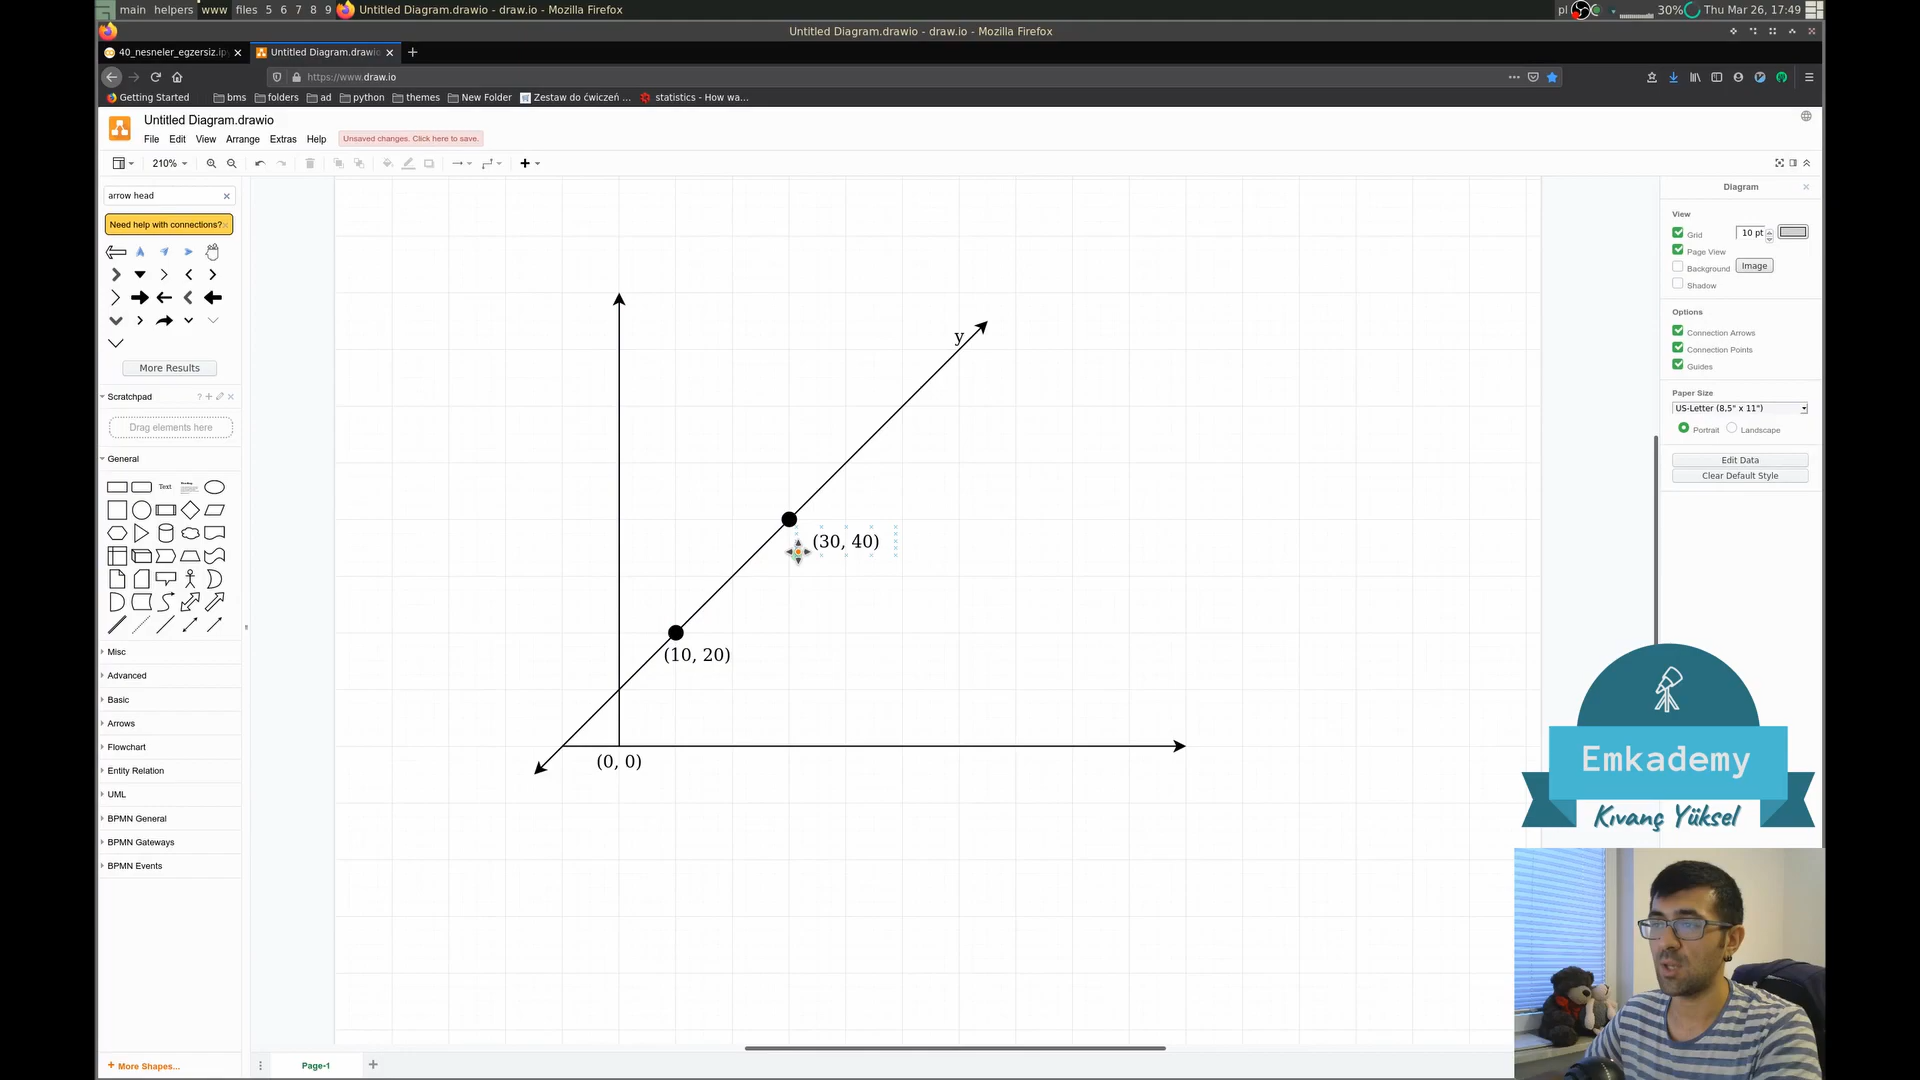 main helpers www files 5 6 7 8 9 Untitled Diagram.drawio - draw.io - Mozilla Firefox
pl 30% Thu Mar 26, 17:49
Untitled Diagram.drawio - draw.io - Mozilla Firefox
40_nesneler_egzersiz.ip
Untitled Diagram.drawio
https://www.draw.io
Getting Started bms folders ad python themes New Folder Zestaw do ćwiczeń ... statistics - How wa...
Untitled Diagram.drawio
File Edit View Arrange Extras Help Unsaved changes. Click here to save.
210%
arrow head
Need help with connections?
More Results
Scratchpad
Drag elements here
General
Text
Misc
Advanced
Basic
Arrows
Flowchart
Entity Relation
UML
BPMN General
BPMN Gateways
BPMN Events
+ More Shapes...
y
(30, 40)
(10, 20)
(0, 0)
Page-1
Diagram
View
Grid 10 pt
Page View
Background Image
Shadow
Options
Connection Arrows
Connection Points
Guides
Paper Size
US-Letter (8,5" x 11")
Portrait Landscape
Edit Data
Clear Default Style
Emkademy
Kıvanç Yüksel